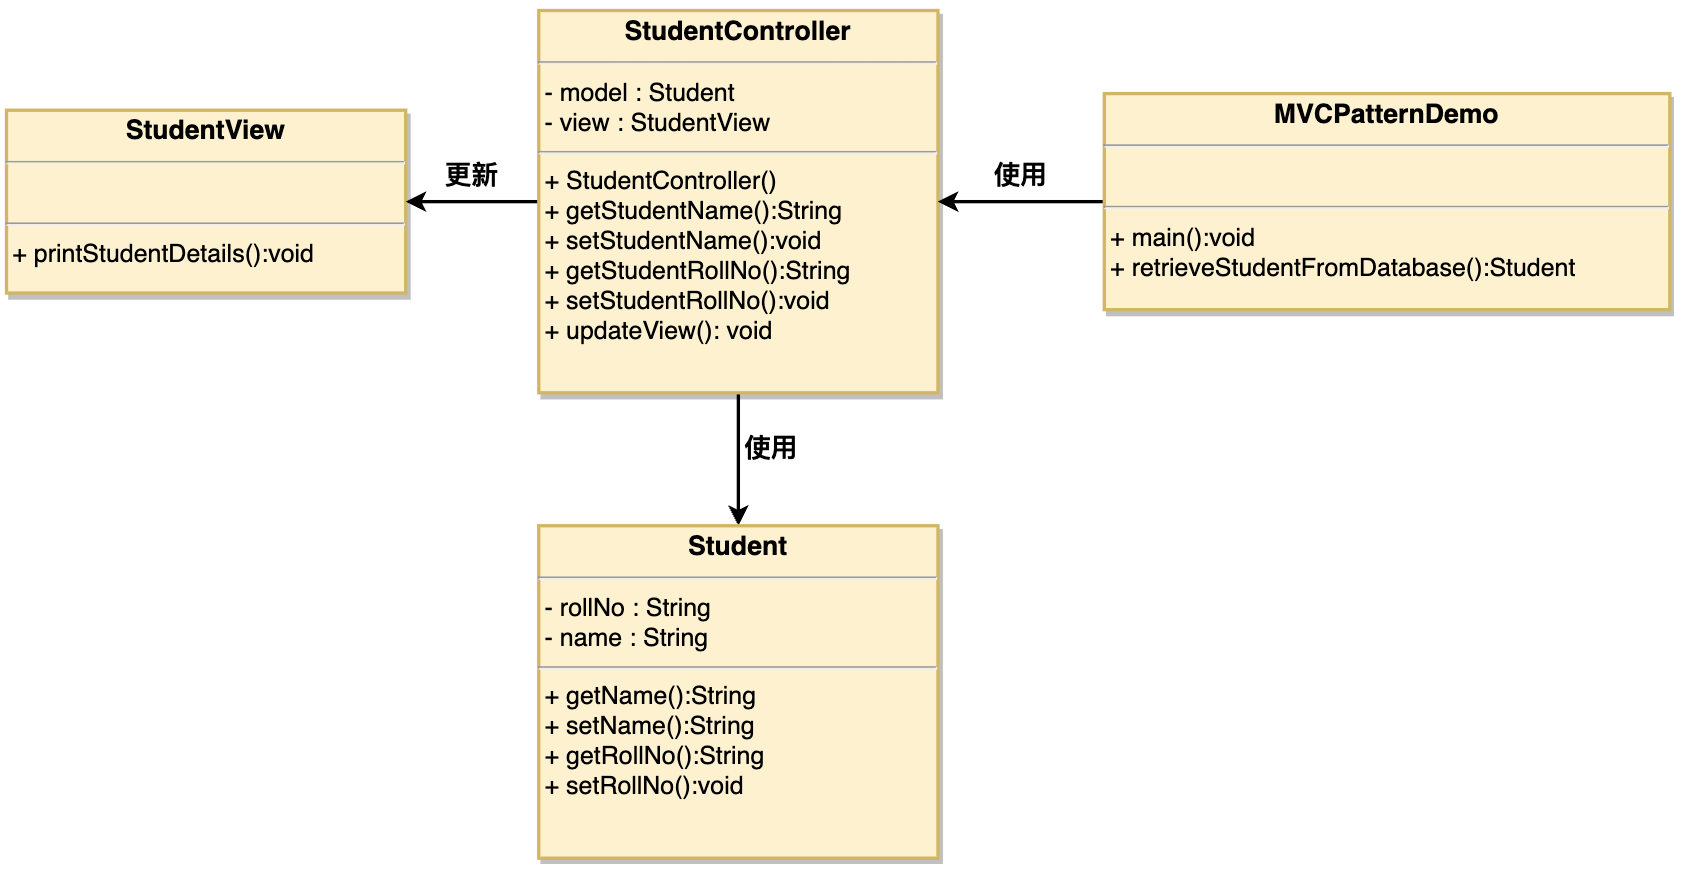 StudentController
- model : Student
- view : StudentView
+ StudentController()
+ getStudentName():String
+ setStudentName():void
+ getStudentRollNo():String
+ setStudentRollNo():void
+ updateView(): void
StudentView
+ printStudentDetails():void
更新
MVCPatternDemo
+ main():void
+ retrieveStudentFromDatabase():Student
使用
使用
Student
- rollNo : String
- name : String
+ getName():String
+ setName():String
+ getRollNo():String
+ setRollNo():void